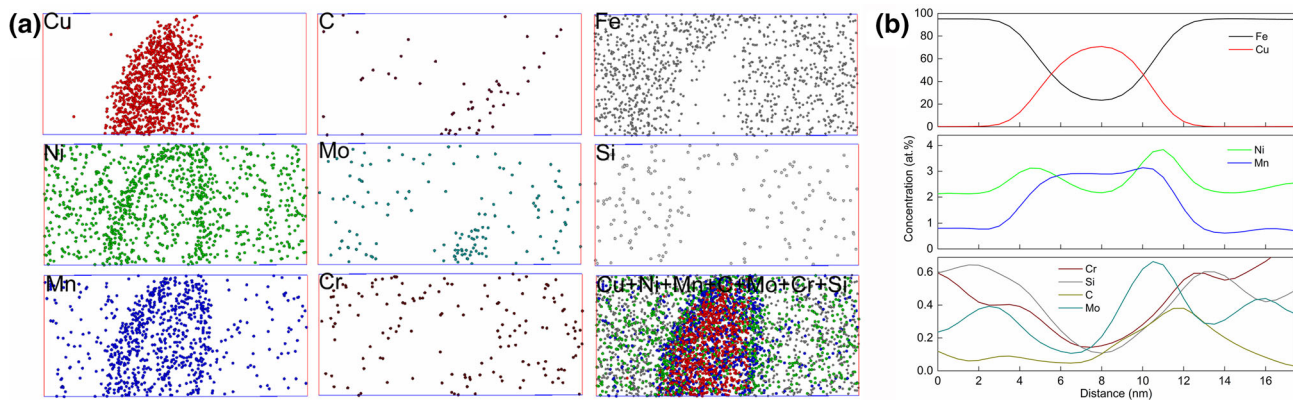 (a)
Cu
C
Fe
Ni
Mo
Si
Mn
Cr
Cu+Ni+Mn+C+Mo+Cr+Si
(b)
100
80
60
40
20
0
Fe
Cu
4
3
2
1
0
Ni
Mn
Concentration (at.%)
0.6
0.4
0.2
0.0
Cr
Si
C
Mo
0 2 4 6 8 10 12 14 16
Distance (nm)